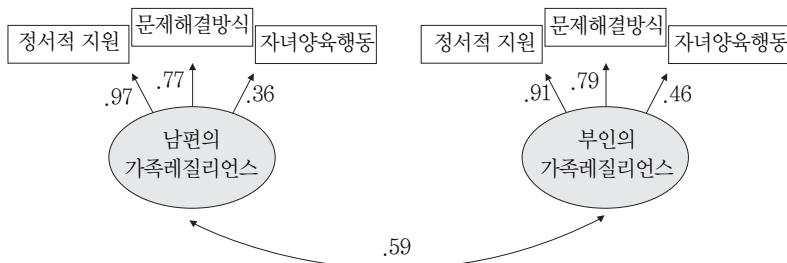 정서적 지원
문제해결방식
자녀양육행동
정서적 지원
문제해결방식
자녀양육행동
.97
.77
.36
.91
.79
.46
남편의
가족레질리언스
부인의
가족레질리언스
.59